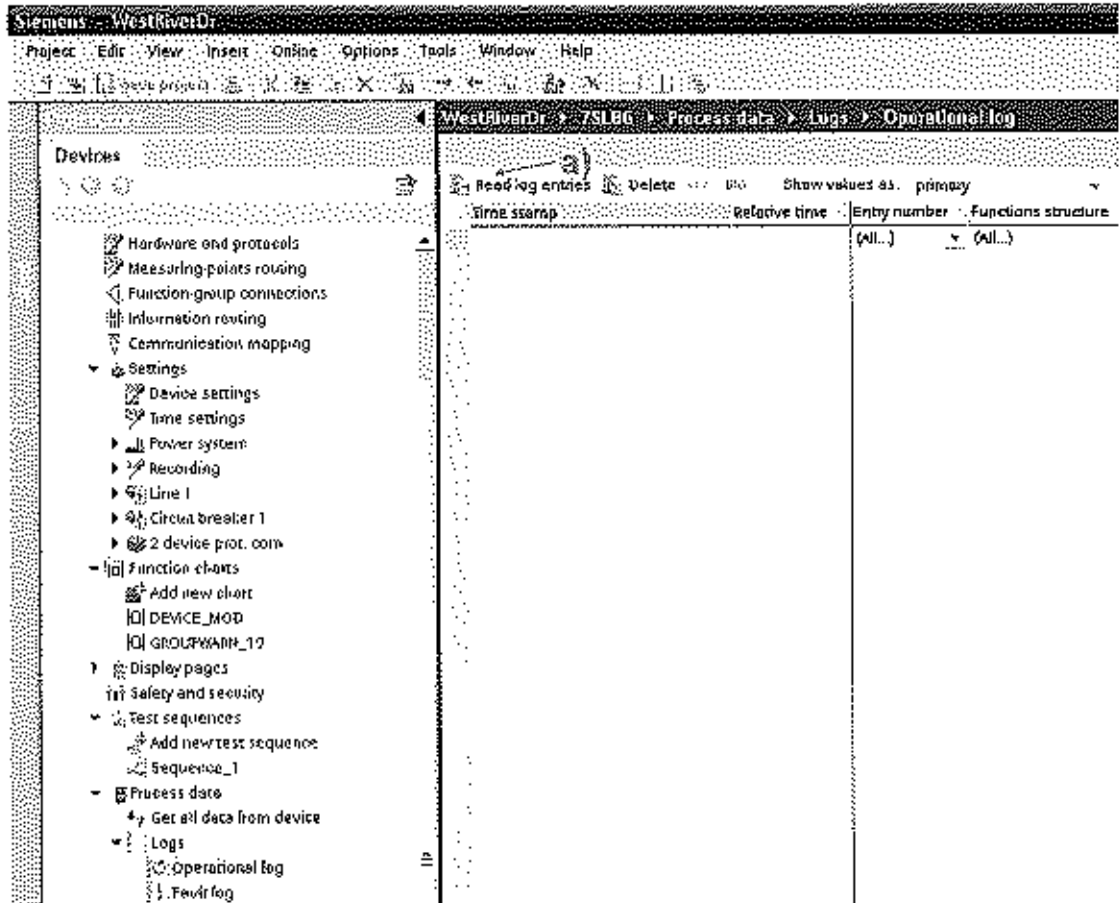 Siemens - WestRiverDr
Project Edit View Insert Online Options Tools Window Help
Save project
WestRiverDr ▸ 7SL86 ▸ Process data ▸ Logs ▸ Operational log
Devices
a)
Read log entries Delete Show values as: primary
Time stamp Relative time Entry number Functions structure
(All...) (All...)
Hardware and protocols
Measuring-points routing
Function-group connections
Information routing
Communication mapping
Settings
Device settings
Time settings
Power system
Recording
Line 1
Circuit breaker 1
2 device prot. com
Function charts
Add new chart
DEVICE_MOD
Display pages
Safety and security
Test sequences
Add new test sequence
Sequence_1
Process data
Get all data from device
Logs
Operational log
Fault log